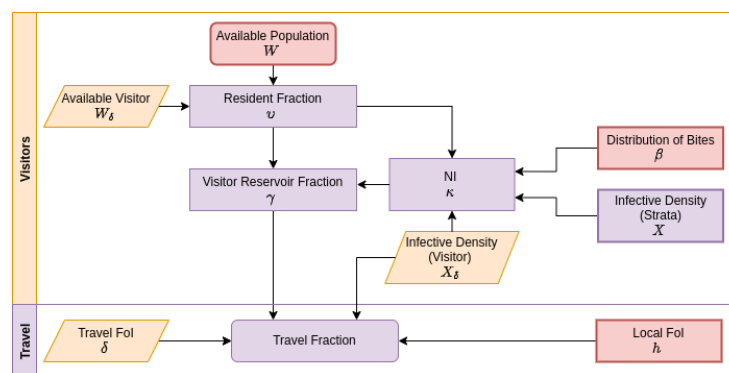 Available Population
W
Available Visitor
W_δ
Resident Fraction
υ
Distribution of Bites
β
Visitor Reservoir Fraction
γ
NI
κ
Infective Density
(Strata)
X
Infective Density
(Visitor)
X_δ
Visitors
Travel FoI
δ
Travel Fraction
Local FoI
h
Travel